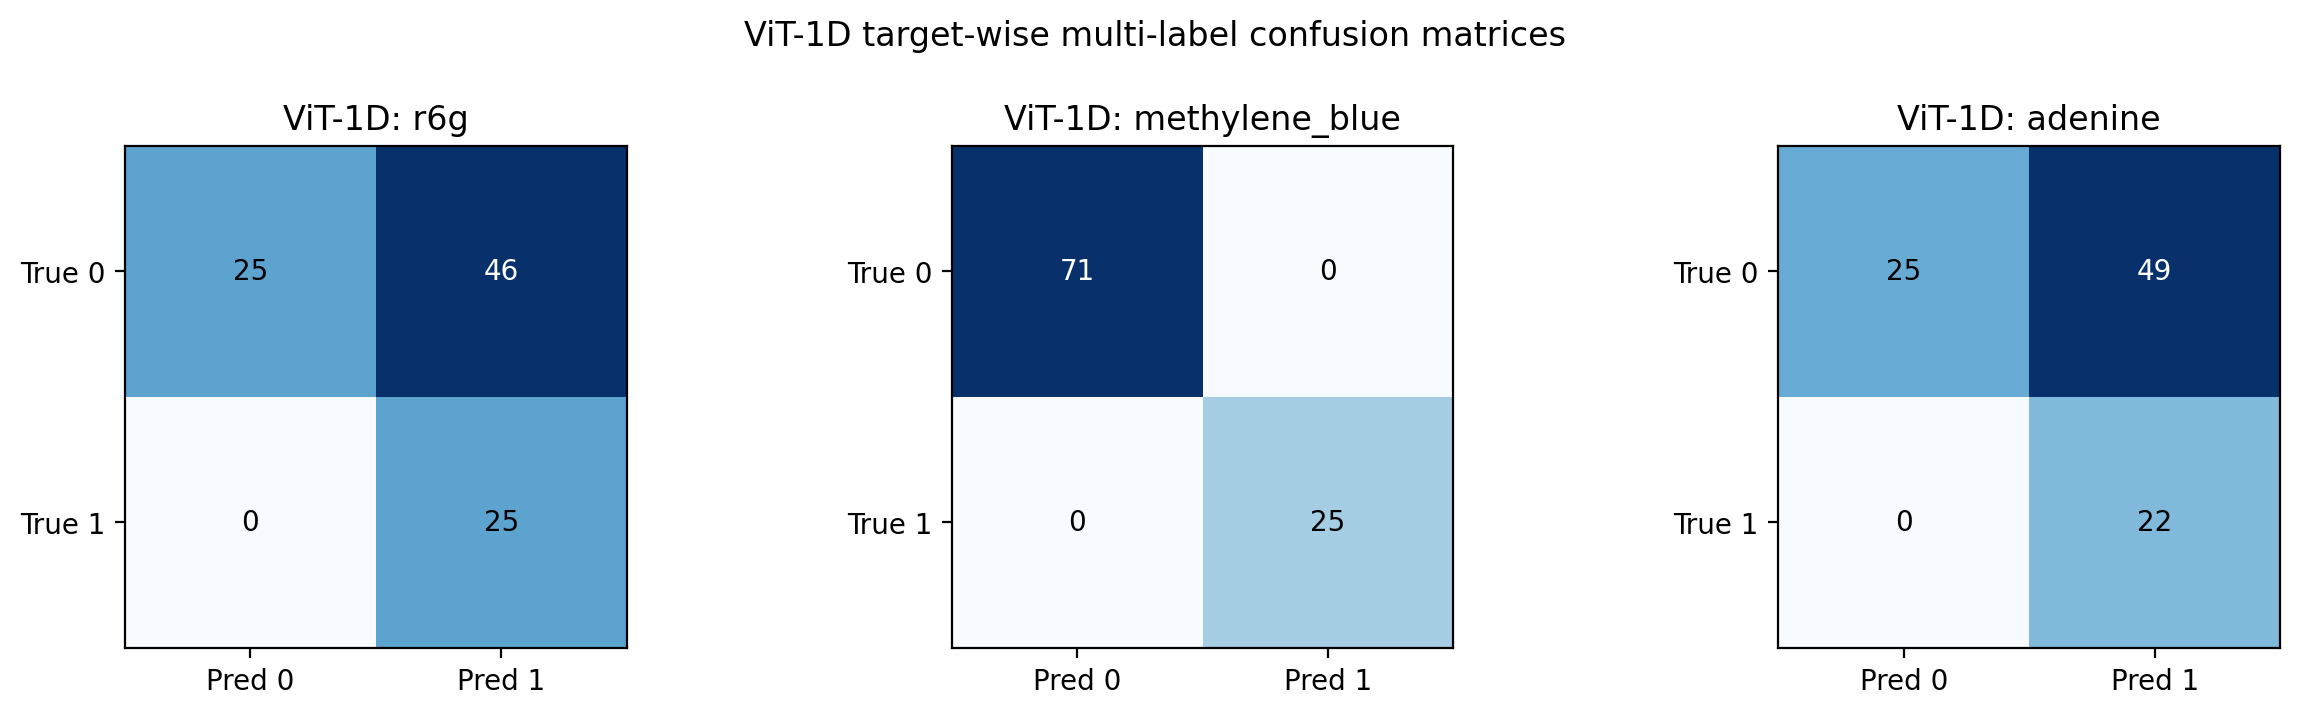 ViT-1D target-wise multi-label confusion matrices
ViT-1D: r6g
True 0
25
46
True 1
0
25
Pred 0
Pred 1
ViT-1D: methylene_blue
True 0
71
0
True 1
0
25
Pred 0
Pred 1
ViT-1D: adenine
True 0
25
49
True 1
0
22
Pred 0
Pred 1